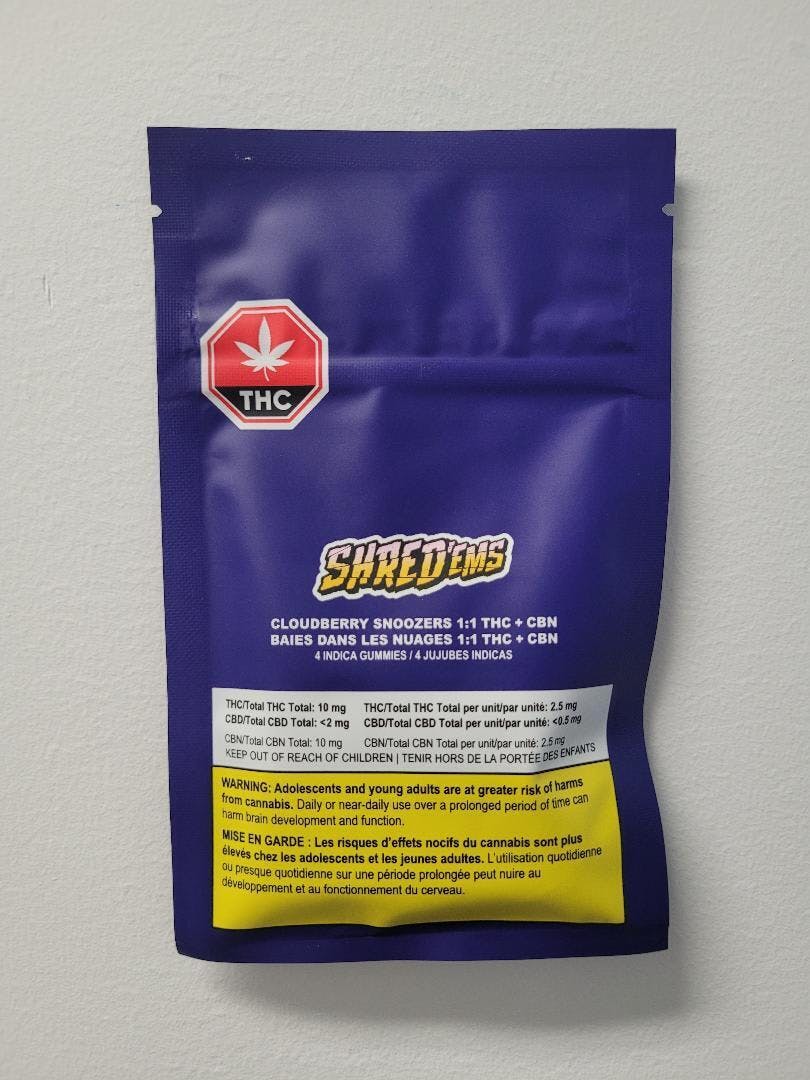 THC
SHRED'EMS
CLOUDBERRY SNOOZERS 1:1 THC + CBN
BAIES DANS LES NUAGES 1:1 THC + CBN
4 INDICA GUMMIES / 4 JUJUBES INDICAS
THC/Total THC Total: 10 mg THC/Total THC Total per unit/par unité: 2.5 mg
CBD/Total CBD Total: <2 mg CBD/Total CBD Total per unit/par unité: <0.5 mg
CBN/Total CBN Total: 10 mg CBN/Total CBN Total per unit/par unité: 2.5 mg
KEEP OUT OF REACH OF CHILDREN | TENIR HORS DE LA PORTÉE DES ENFANTS
WARNING: Adolescents and young adults are at greater risk of harms
from cannabis. Daily or near-daily use over a prolonged period of time can
harm brain development and function.
MISE EN GARDE : Les risques d'effets nocifs du cannabis sont plus
élevés chez les adolescents et les jeunes adultes. L'utilisation quotidienne
ou presque quotidienne sur une période prolongée peut nuire au
développement et au fonctionnement du cerveau.